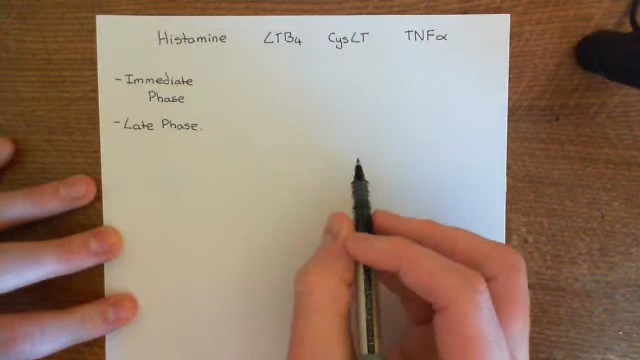 Histamine LTB4 CysLT TNFα
- Immediate
Phase
- Late Phase.